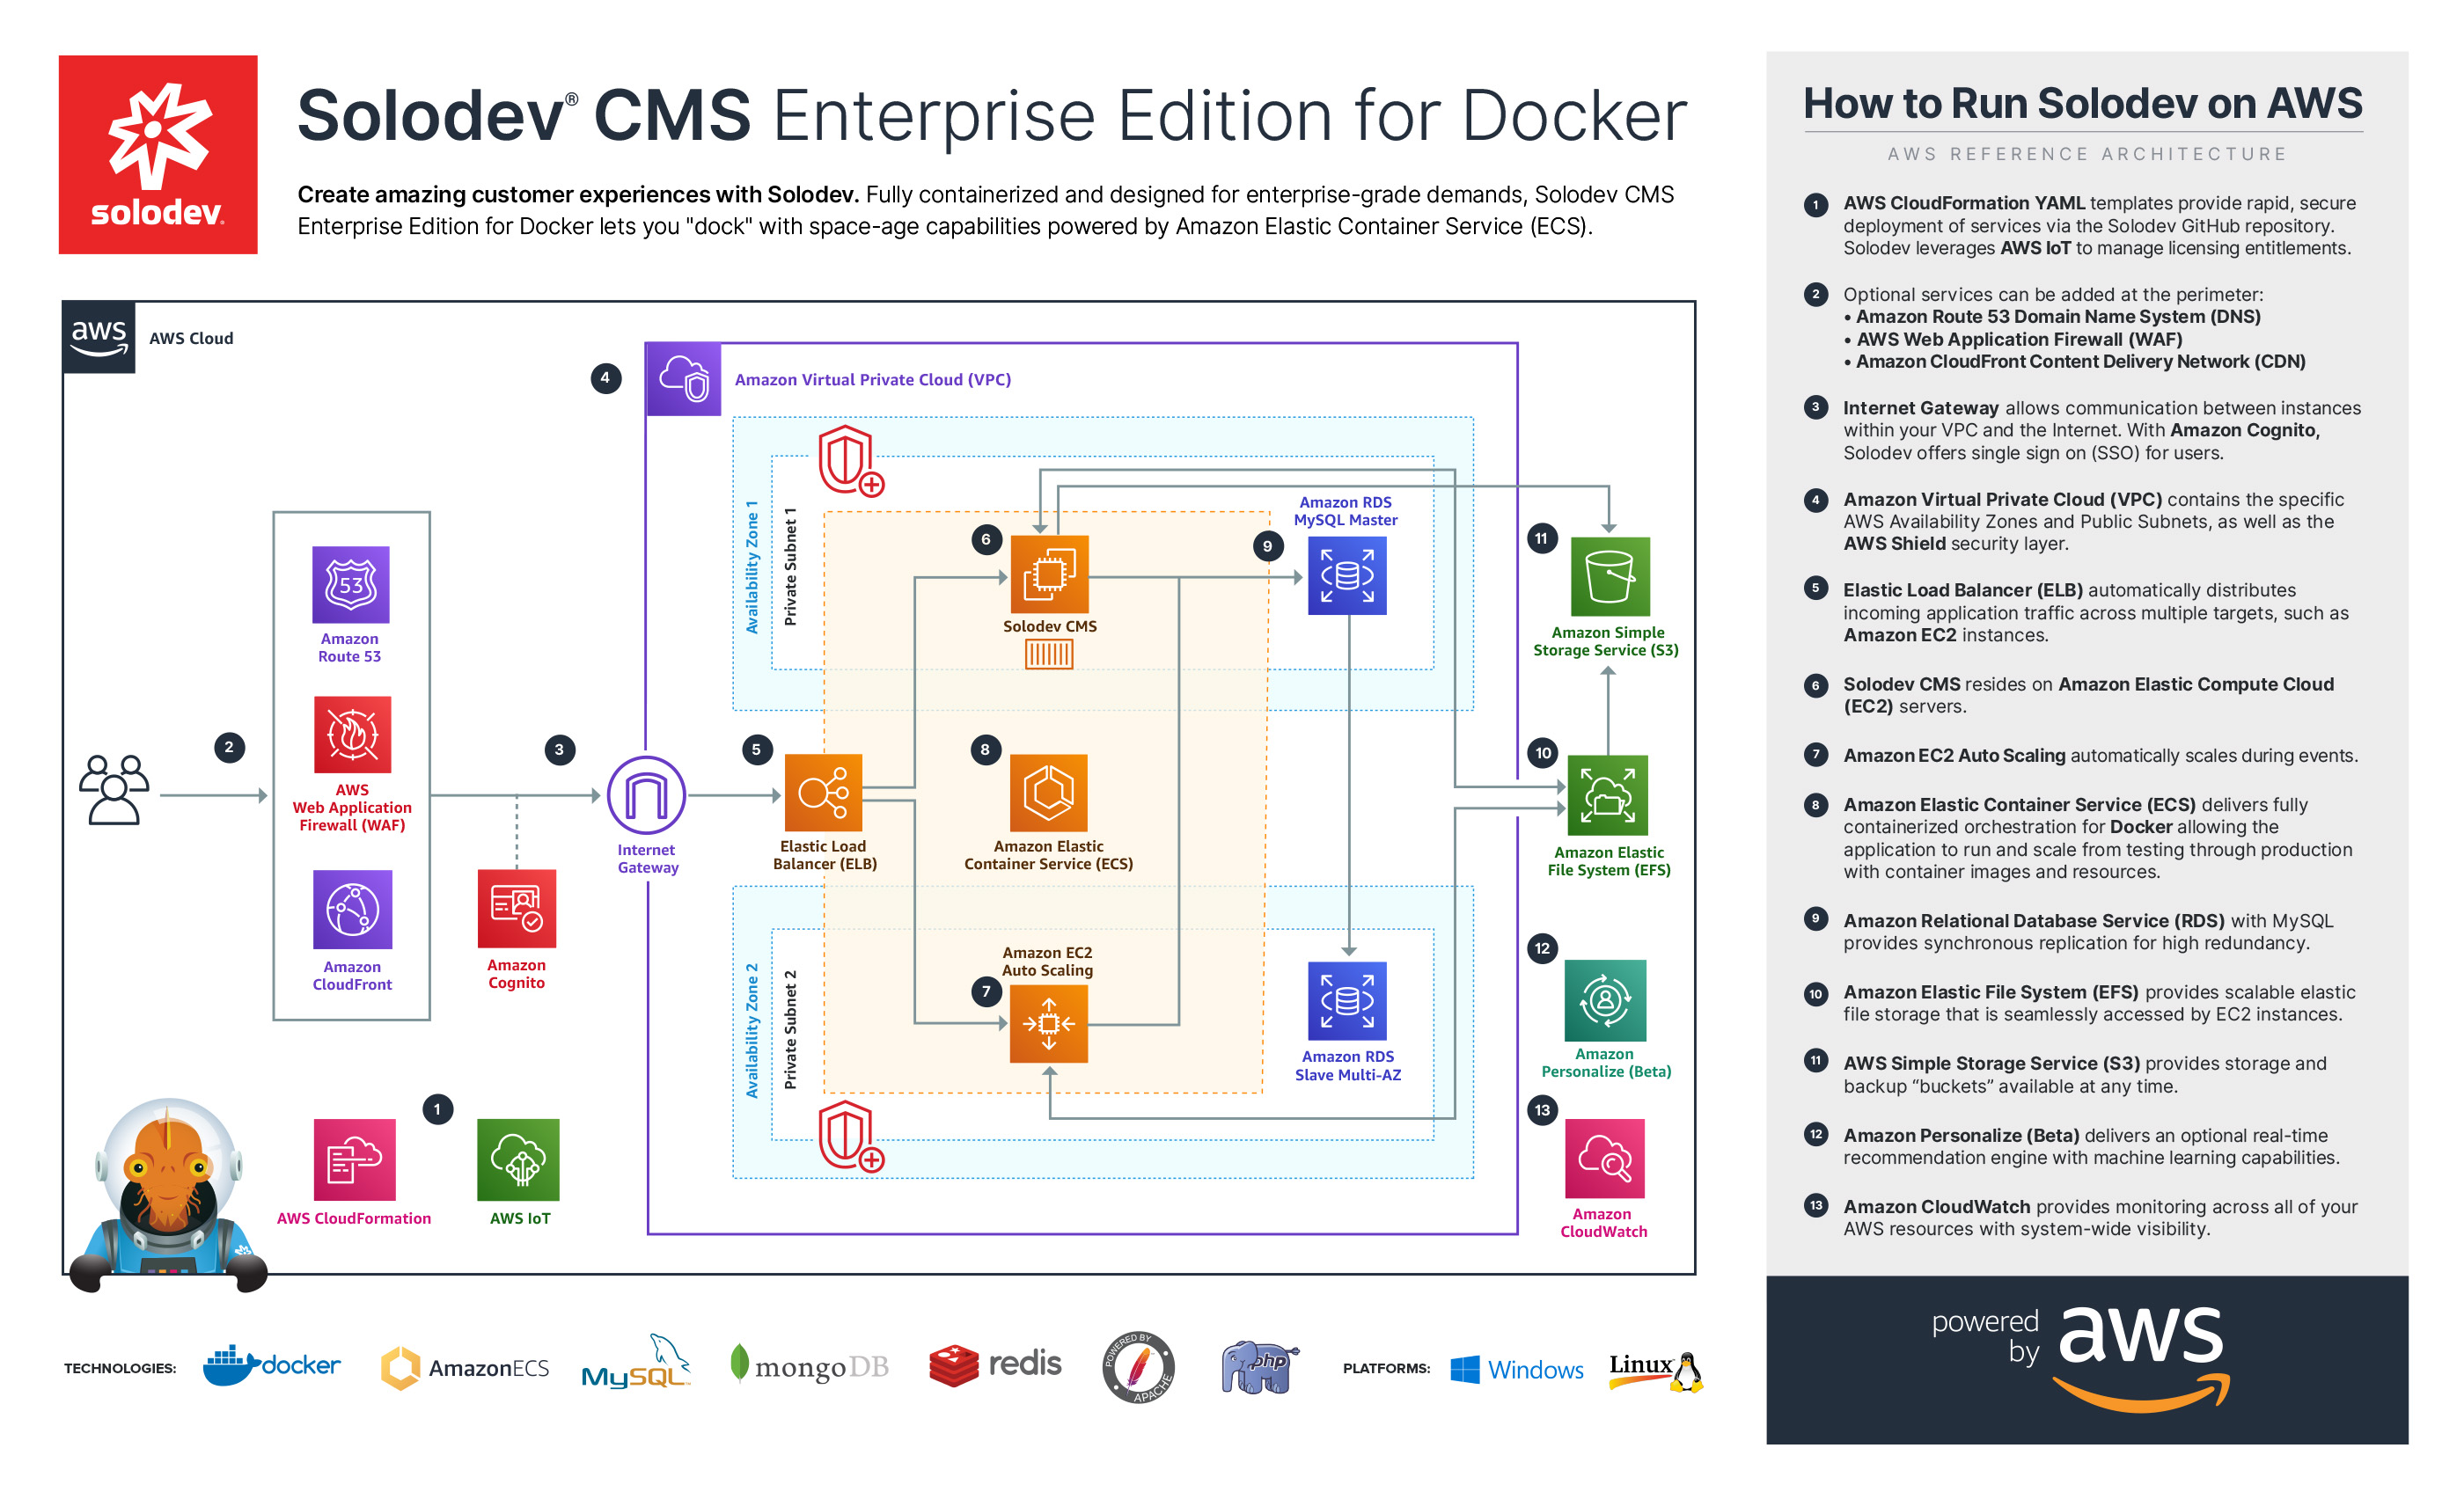 solodev.
Solodev® CMS Enterprise Edition for Docker
Create amazing customer experiences with Solodev. Fully containerized and designed for enterprise-grade demands, Solodev CMS
Enterprise Edition for Docker lets you "dock" with space-age capabilities powered by Amazon Elastic Container Service (ECS).
aws
AWS Cloud
4
Amazon Virtual Private Cloud (VPC)
Availability Zone 1
Private Subnet 1
Amazon RDS
MySQL Master
6
9
11
53
Amazon
Route 53
Solodev CMS
Amazon Simple
Storage Service (S3)
2
3
5
8
10
AWS
Web Application
Firewall (WAF)
Internet
Gateway
Elastic Load
Balancer (ELB)
Amazon Elastic
Container Service (ECS)
Amazon Elastic
File System (EFS)
Amazon
CloudFront
Amazon
Cognito
Availability Zone 2
Private Subnet 2
Amazon EC2
Auto Scaling
7
12
Amazon RDS
Slave Multi-AZ
Amazon
Personalize (Beta)
1
13
AWS CloudFormation
AWS IoT
Amazon
CloudWatch
TECHNOLOGIES:
docker
AmazonECS
MySQL™
mongoDB
redis
POWERED BY
APACHE
php
PLATFORMS:
Windows
Linux
How to Run Solodev on AWS
AWS REFERENCE ARCHITECTURE
1 AWS CloudFormation YAML templates provide rapid, secure
deployment of services via the Solodev GitHub repository.
Solodev leverages AWS IoT to manage licensing entitlements.
2 Optional services can be added at the perimeter:
• Amazon Route 53 Domain Name System (DNS)
• AWS Web Application Firewall (WAF)
• Amazon CloudFront Content Delivery Network (CDN)
3 Internet Gateway allows communication between instances
within your VPC and the Internet. With Amazon Cognito,
Solodev offers single sign on (SSO) for users.
4 Amazon Virtual Private Cloud (VPC) contains the specific
AWS Availability Zones and Public Subnets, as well as the
AWS Shield security layer.
5 Elastic Load Balancer (ELB) automatically distributes
incoming application traffic across multiple targets, such as
Amazon EC2 instances.
6 Solodev CMS resides on Amazon Elastic Compute Cloud
(EC2) servers.
7 Amazon EC2 Auto Scaling automatically scales during events.
8 Amazon Elastic Container Service (ECS) delivers fully
containerized orchestration for Docker allowing the
application to run and scale from testing through production
with container images and resources.
9 Amazon Relational Database Service (RDS) with MySQL
provides synchronous replication for high redundancy.
10 Amazon Elastic File System (EFS) provides scalable elastic
file storage that is seamlessly accessed by EC2 instances.
11 AWS Simple Storage Service (S3) provides storage and
backup “buckets” available at any time.
12 Amazon Personalize (Beta) delivers an optional real-time
recommendation engine with machine learning capabilities.
13 Amazon CloudWatch provides monitoring across all of your
AWS resources with system-wide visibility.
powered
by
aws